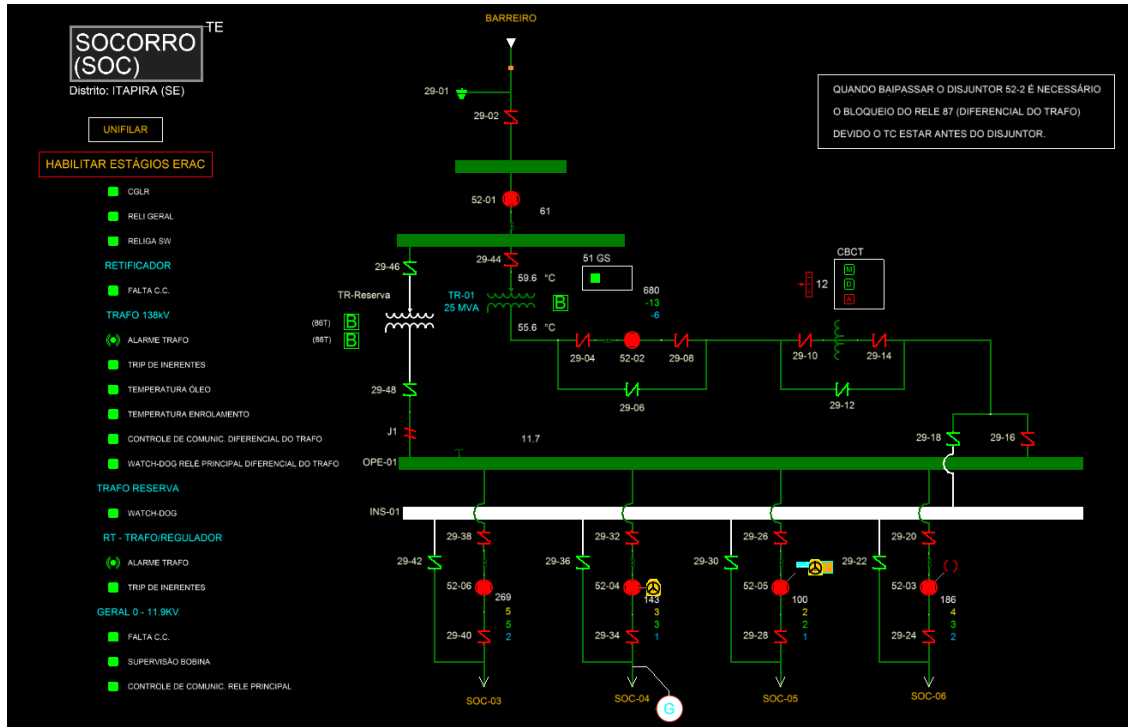 SOCORRO
(SOC)
TE
Distrito: ITAPIRA (SE)
UNIFILAR
HABILITAR ESTÁGIOS ERAC
CGLR
RELI GERAL
RELIGA SW
RETIFICADOR
FALTA C.C.
TRAFO 138kV
ALARME TRAFO
TRIP DE INERENTES
TEMPERATURA ÓLEO
TEMPERATURA ENROLAMENTO
CONTROLE DE COMUNIC. DIFERENCIAL DO TRAFO
WATCH-DOG RELÉ PRINCIPAL DIFERENCIAL DO TRAFO
TRAFO RESERVA
WATCH-DOG
RT - TRAFO/REGULADOR
ALARME TRAFO
TRIP DE INERENTES
GERAL 0 - 11.9KV
FALTA C.C.
SUPERVISÃO BOBINA
CONTROLE DE COMUNIC. RELE PRINCIPAL
BARREIRO
29-01
29-02
QUANDO BAIPASSAR O DISJUNTOR 52-2 É NECESSÁRIO
O BLOQUEIO DO RELE 87 (DIFERENCIAL DO TRAFO)
DEVIDO O TC ESTAR ANTES DO DISJUNTOR.
52-01
61
29-46
29-44
51 GS
CBCT
59.6 °C
M
D
A
12
TR-Reserva
TR-01
25 MVA
B
680
-13
-6
(86T) B
(86T) B
55.6 °C
29-04
52-02
29-08
29-10
29-14
29-06
29-12
29-48
J1
11.7
29-18
29-16
OPE-01
INS-01
29-38
29-32
29-26
29-20
29-42
29-36
29-30
29-22
52-06
52-04
52-05
52-03
269
5
5
2
143
3
3
1
100
2
2
1
186
4
3
2
29-40
29-34
29-28
29-24
SOC-03
SOC-04
SOC-05
SOC-06
G